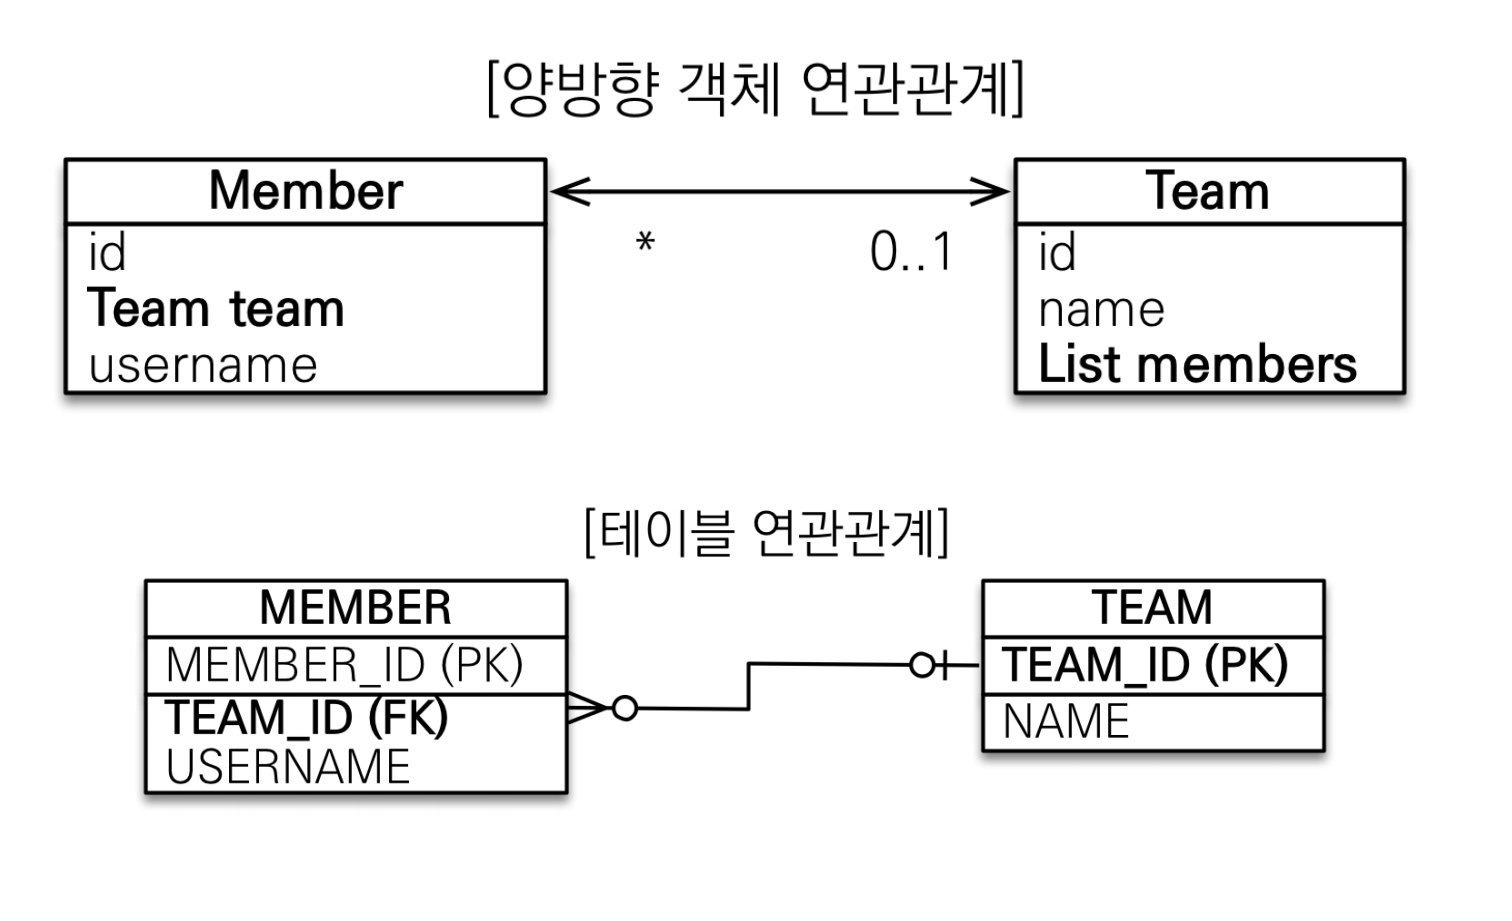 [양방향 객체 연관관계]
Member
id
Team team
username
*
0..1
Team
id
name
List members
[테이블 연관관계]
MEMBER
MEMBER_ID (PK)
TEAM_ID (FK)
USERNAME
TEAM
TEAM_ID (PK)
NAME